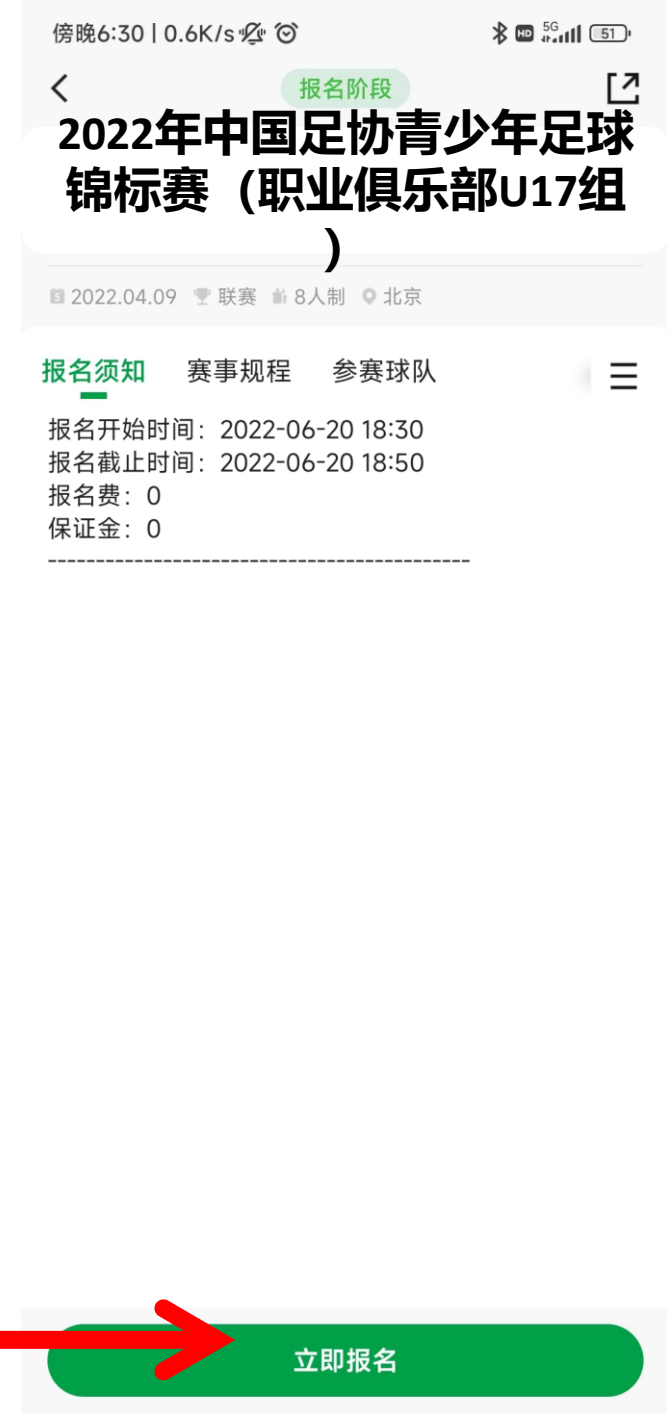 傍晚6:30 | 0.6K/s
HD 5G 51
报名阶段
2022年中国足协青少年足球
锦标赛（职业俱乐部U17组
）
2022.04.09 联赛 8人制 北京
报名须知 赛事规程 参赛球队
报名开始时间：2022-06-20 18:30
报名截止时间：2022-06-20 18:50
报名费：0
保证金：0
--------------------------------------------
立即报名